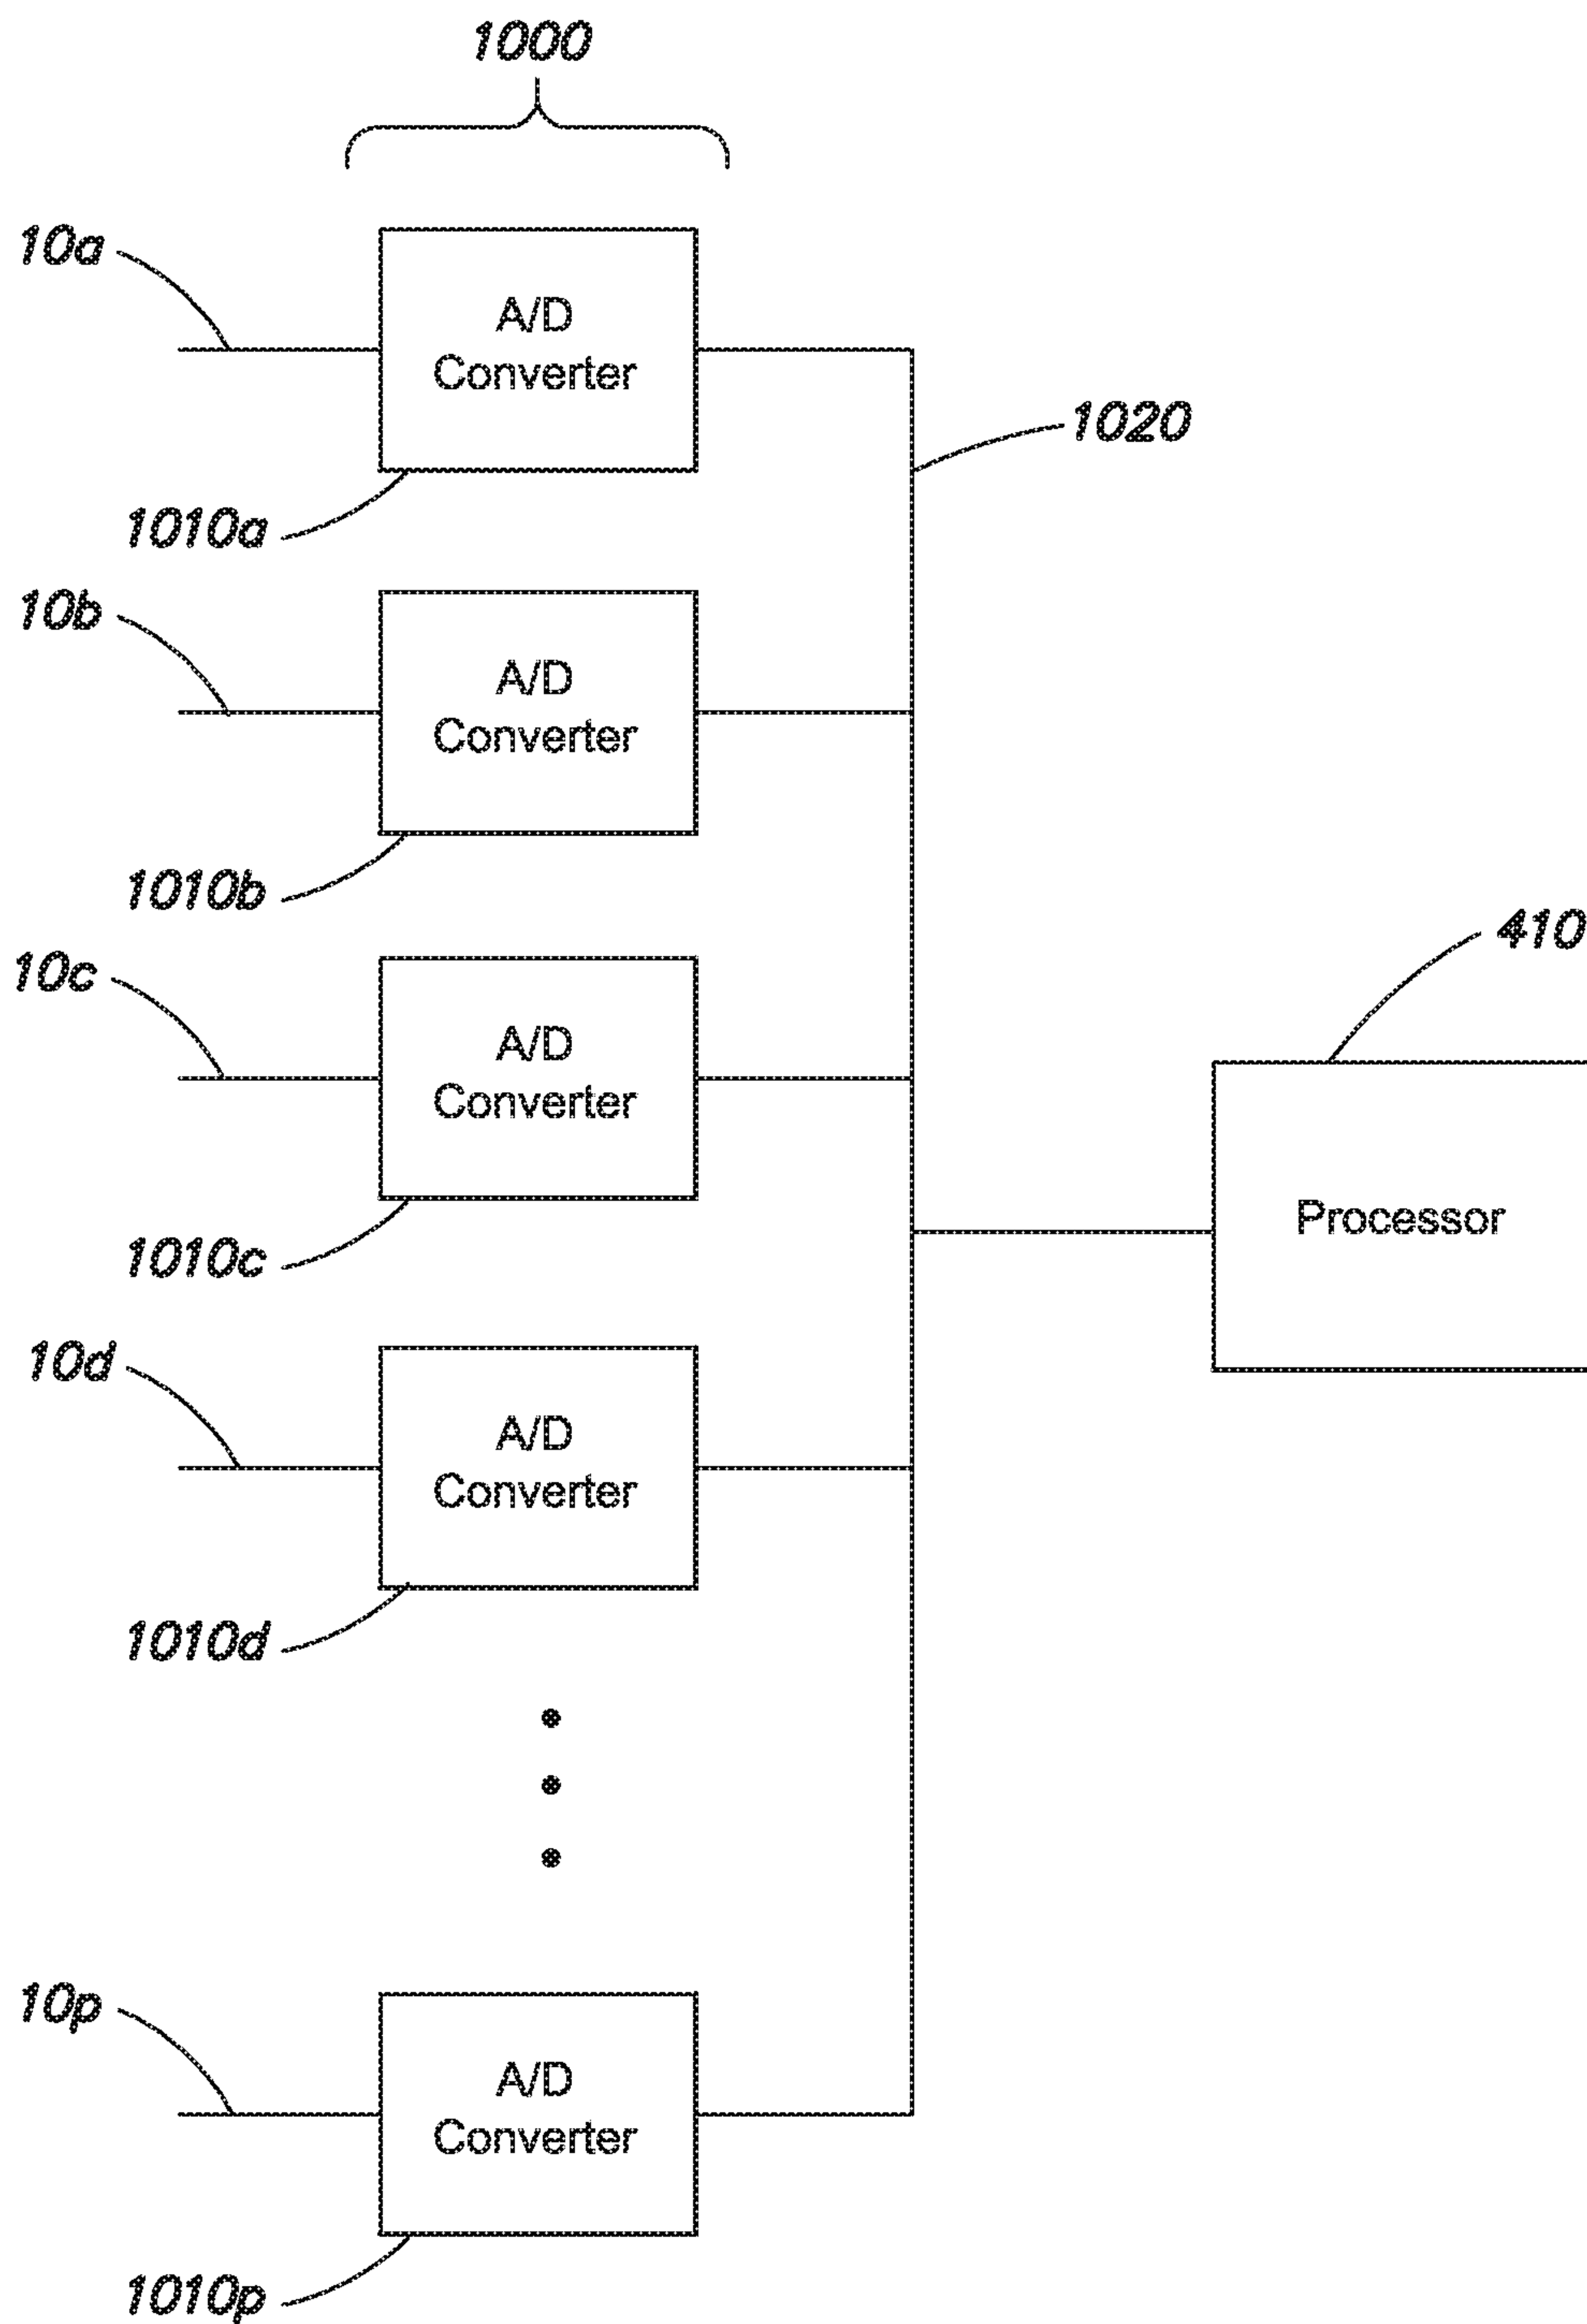 1000
10a
A/D
Converter
1020
1010a
10b
A/D
Converter
1010b
410
10c
A/D
Converter
1010c
Processor
10d
A/D
Converter
1010d
10p
A/D
Converter
1010p